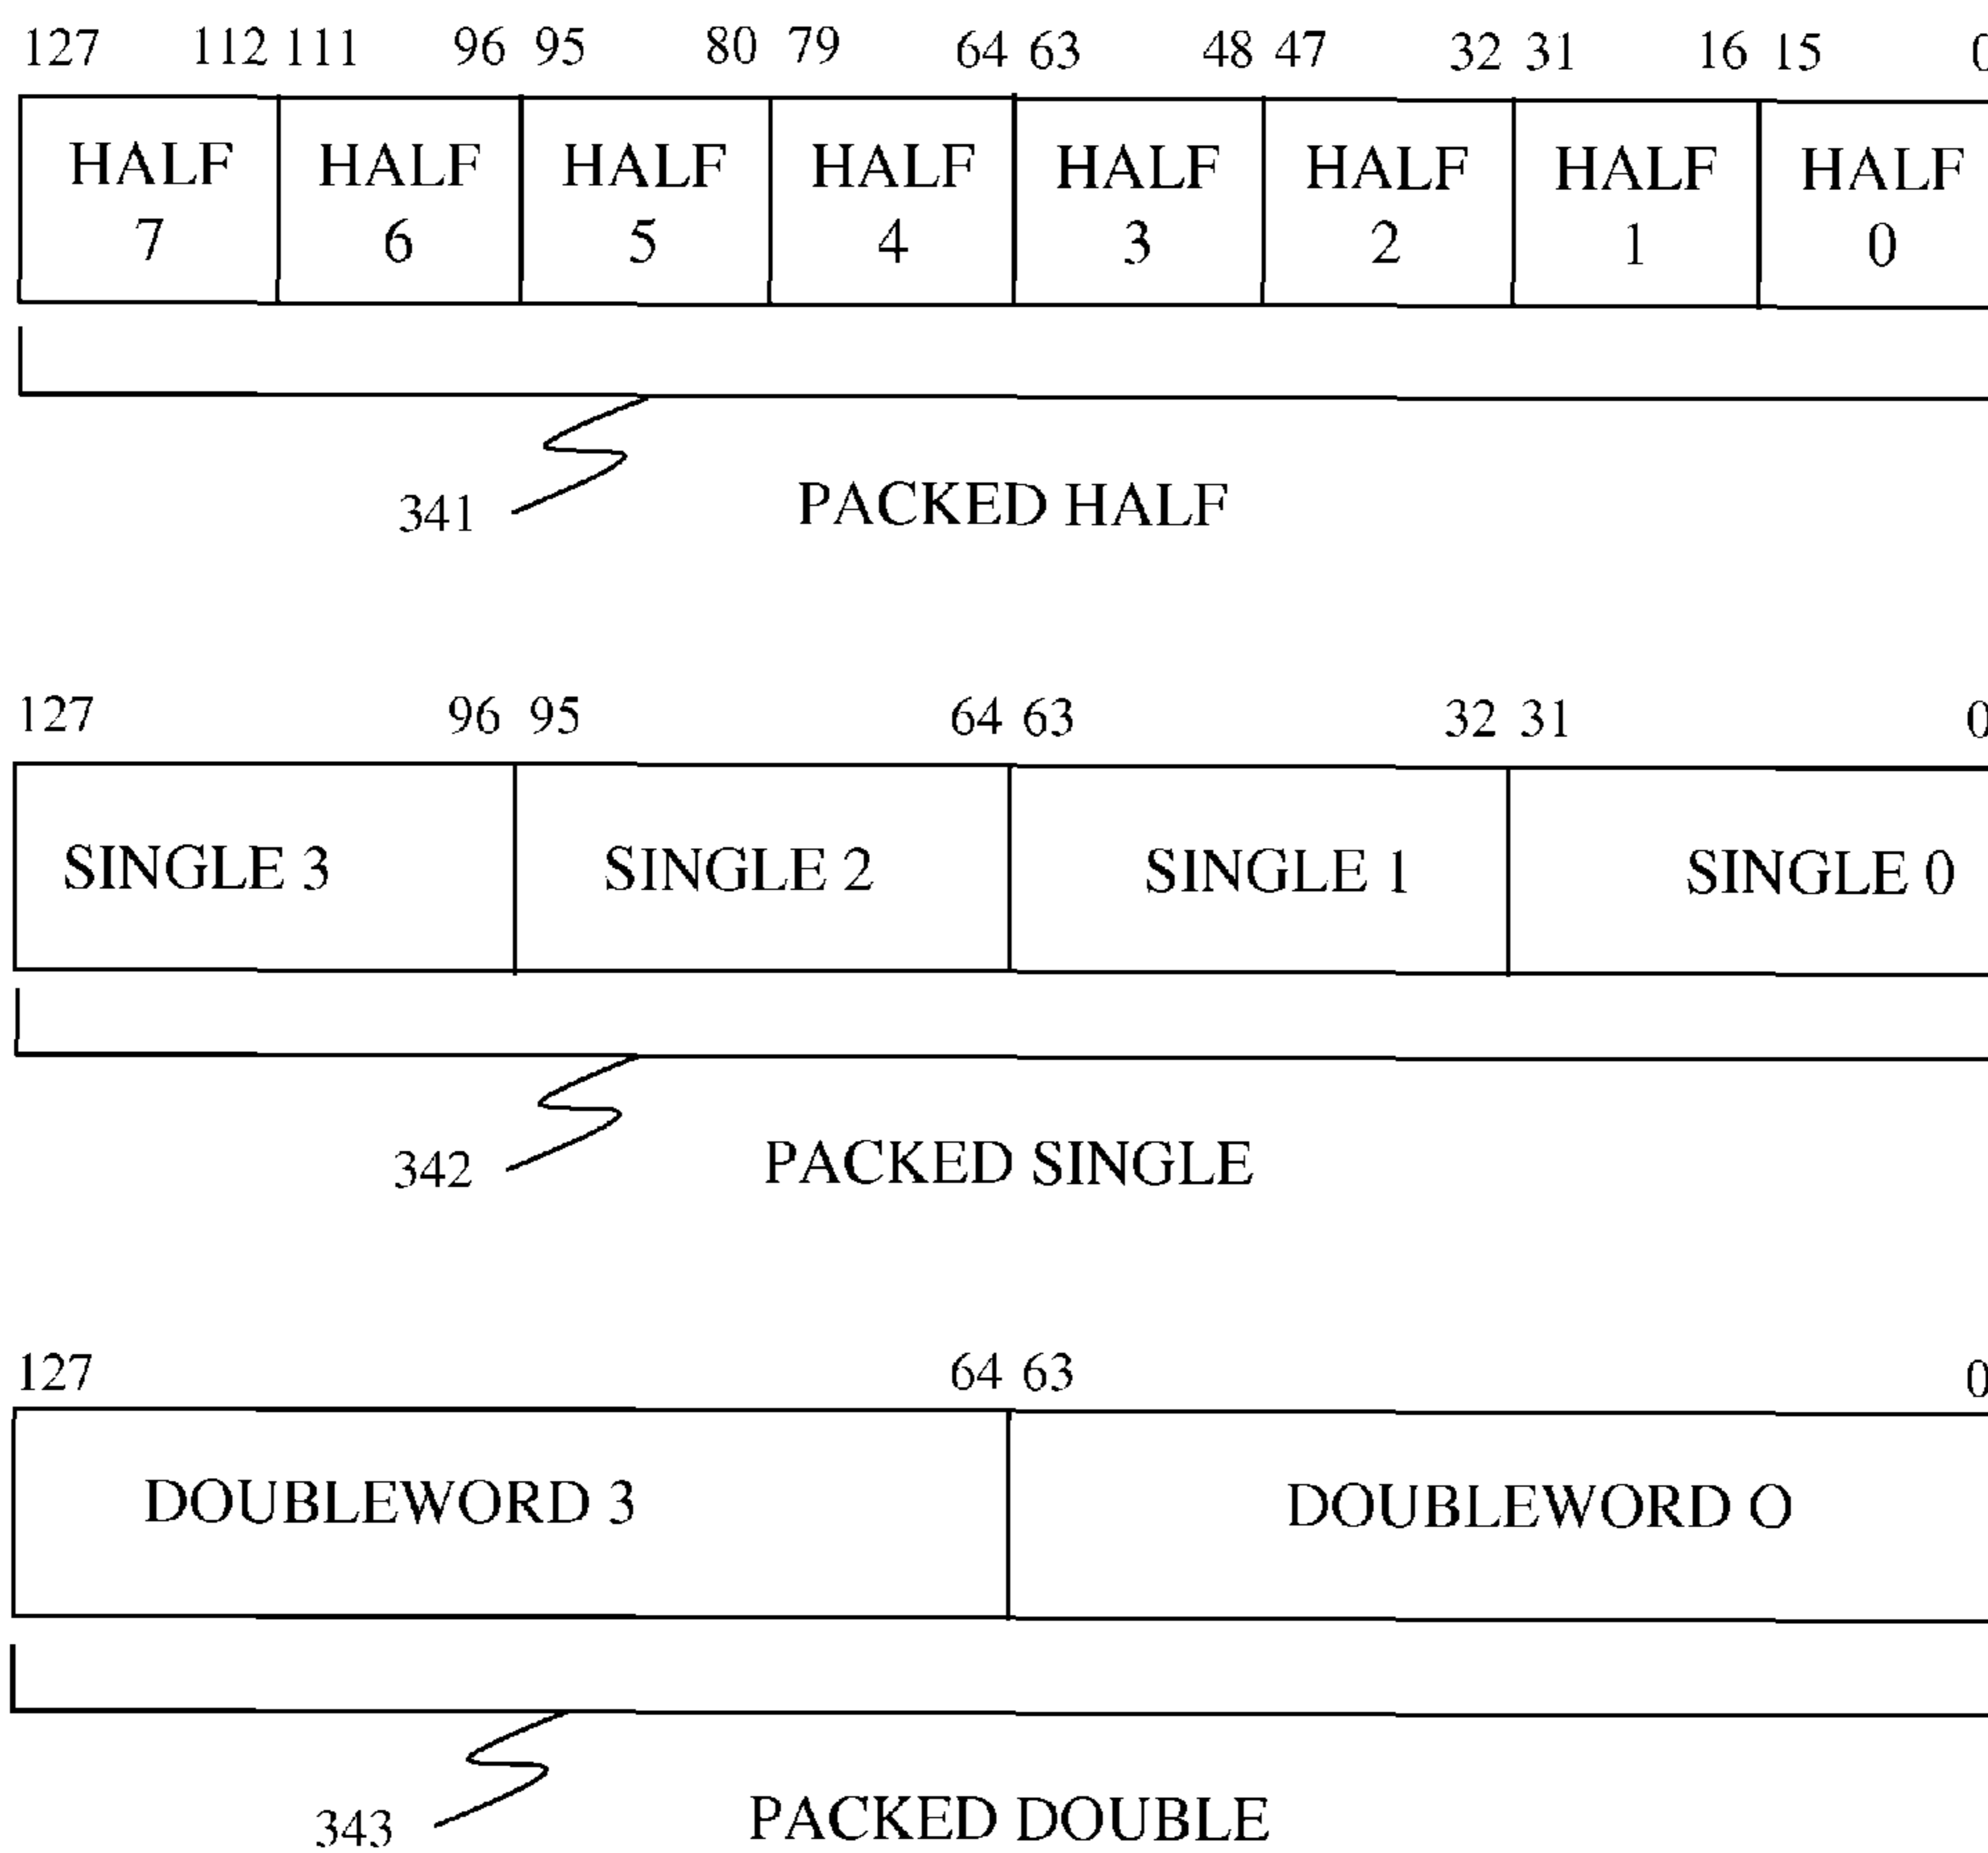 127 112 111 96 95 80 79 64 63 48 47 32 31 16 15 0
HALF 7 HALF 6 HALF 5 HALF 4 HALF 3 HALF 2 HALF 1 HALF 0
341 PACKED HALF
127 96 95 64 63 32 31 0
SINGLE 3 SINGLE 2 SINGLE 1 SINGLE 0
342 PACKED SINGLE
127 64 63 0
DOUBLEWORD 3 DOUBLEWORD O
343 PACKED DOUBLE